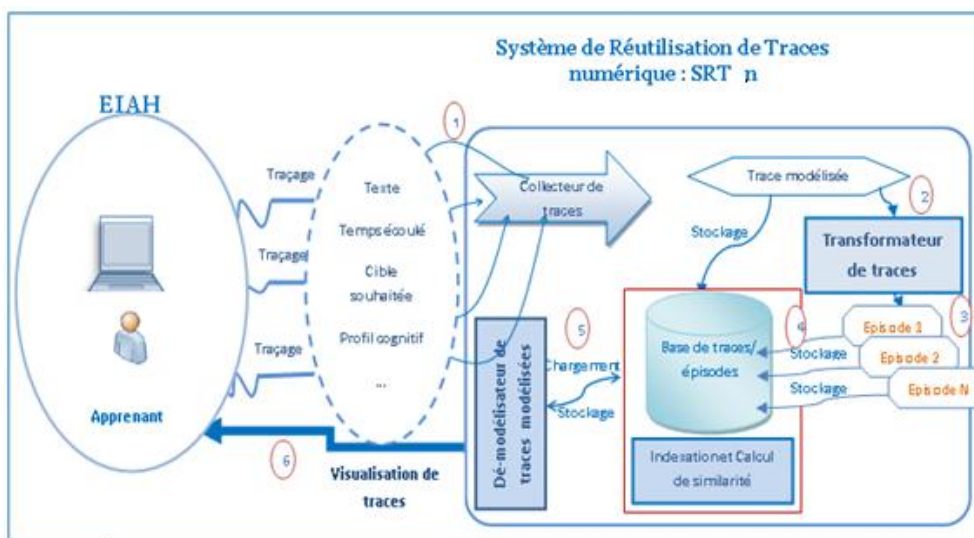 Système de Réutilisation de Traces
numérique : SRT n
EIAH
1
Traçage
Texte
Collecteur de
traces
Trace modélisée
2
Temps écoulé
Stockage
Transformateur
de traces
Traçage
Cible
souhaitée
3
Episode 1
4
5
Profil cognitif
Base de traces/
épisodes
Stockage
Episode 2
Traçage
Chargement
Stockage
Episode N
...
Stockage
Dé-modélisateur de
traces modélisées
Apprenant
Indexation et Calcul
de similarité
6
Visualisation de
traces